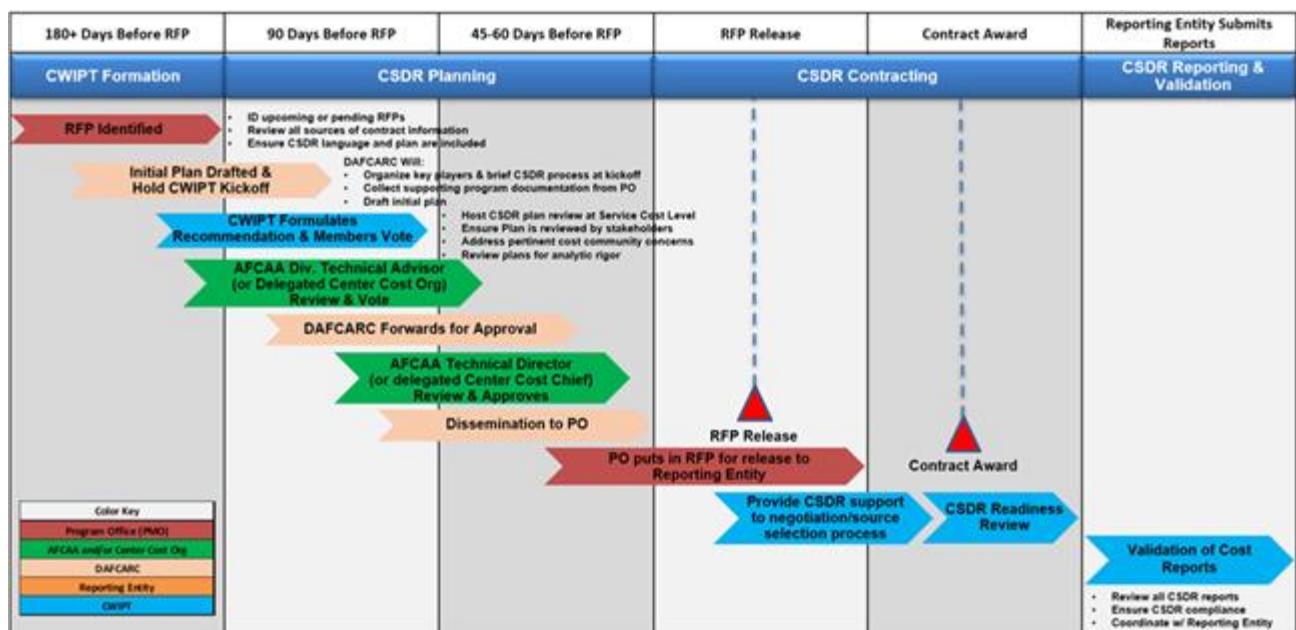 180+ Days Before RFP
90 Days Before RFP
45-60 Days Before RFP
RFP Release
Contract Award
Reporting Entity Submits
Reports
CWIPT Formation
CSDR Planning
CSDR Contracting
CSDR Reporting &
Validation
RFP Identified
• ID upcoming or pending RFPs
• Review all sources of contract information
• Ensure CSDR language and plan are included
Initial Plan Drafted &
Hold CWIPT Kickoff
DAFCARC Will:
• Organize key players & brief CSDR process at kickoff
• Collect supporting program documentation from PO
• Draft initial plan
CWIPT Formulates
Recommendation & Members Vote
• Host CSDR plan review at Service Cost Level
• Ensure Plan is reviewed by stakeholders
• Address pertinent cost community concerns
• Review plans for analytic rigor
AFCAA Div. Technical Advisor
(or Delegated Center Cost Org)
Review & Vote
DAFCARC Forwards for Approval
AFCAA Technical Director
(or delegated Center Cost Chief)
Review & Approves
Dissemination to PO
RFP Release
PO puts in RFP for release to
Reporting Entity
Contract Award
Provide CSDR support
to negotiation/source
selection process
CSDR Readiness
Review
Validation of Cost
Reports
• Review all CSDR reports
• Ensure CSDR compliance
• Coordinate w/ Reporting Entity
Color Key
Program Office (PMO)
AFCAA and/or Center Cost Org
DAFCARC
Reporting Entity
CWIPT